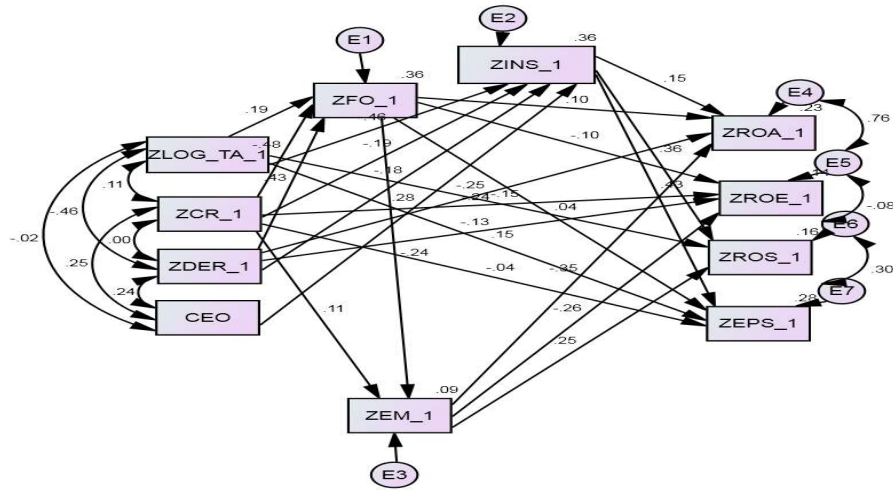 E2
E1
.36
ZINS_1
.36
ZFO_1
.15
E4
.19
.10
.23
ZROA_1
.76
.46
-.48
-.19
-.10
ZLOG_TA_1
.36
E5
-.18
.11
.43
-.25
-.15
.43
ZROE_1
-.46
ZCR_1
.28
-.24
.04
-.08
E6
-.13
.16
-.02
.00
.15
ZROS_1
.25
ZDER_1
-.24
-.04
-.35
.30
.24
E7
.28
CEO
.11
-.26
ZEPS_1
.25
.09
ZEM_1
E3